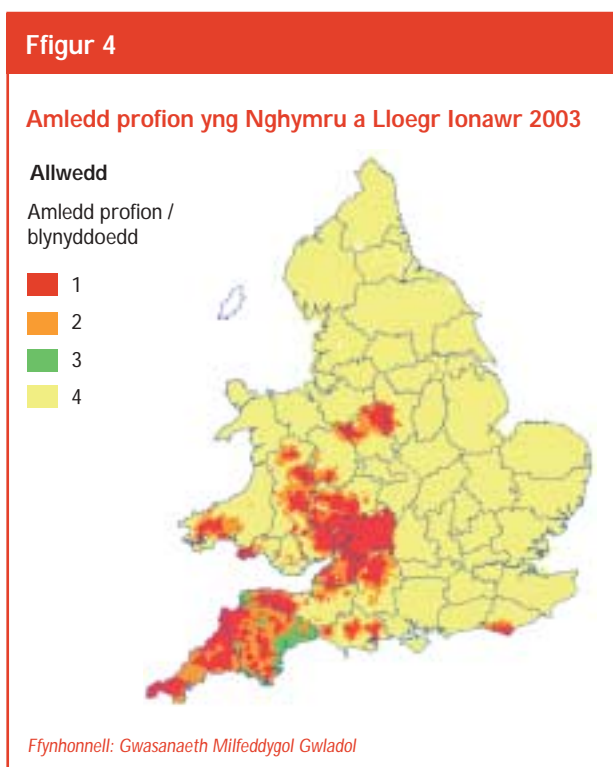 Ffigur 4
Amledd profion yng Nghymru a Lloegr Ionawr 2003
Allwedd
Amledd profion /
blynyddoedd
1
2
3
4
Ffynhonnell: Gwasanaeth Milfeddygol Gwladol